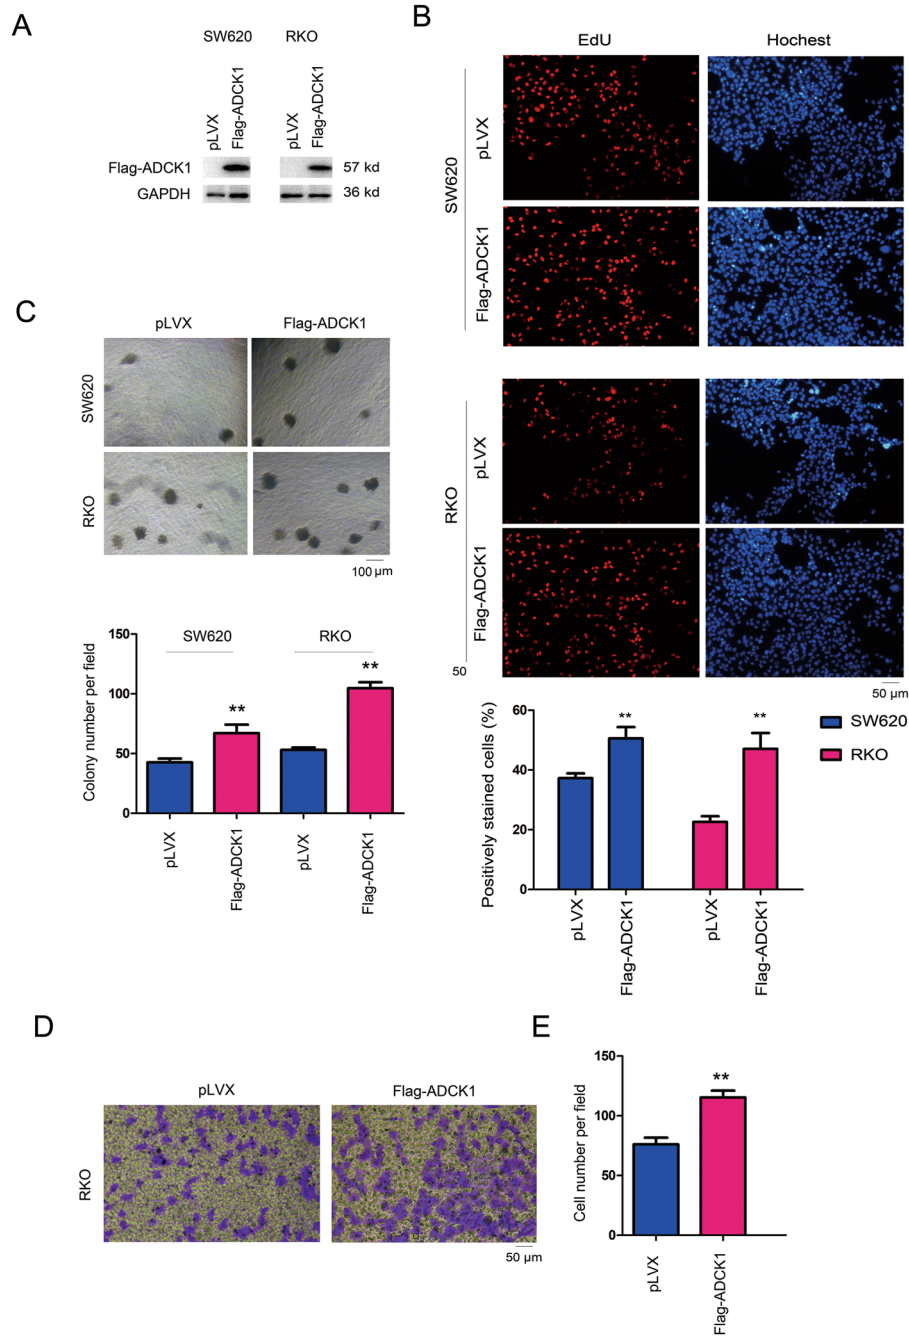 A
SW620 RKO
pLVX Flag-ADCK1 pLVX Flag-ADCK1
Flag-ADCK1 57 kd
GAPDH 36 kd
B
EdU Hochest
SW620
pLVX
Flag-ADCK1
RKO
pLVX
Flag-ADCK1
50
50 µm
Positively stained cells (%)
60
40
20
0
pLVX Flag-ADCK1 pLVX Flag-ADCK1
** **
SW620
RKO
C
pLVX Flag-ADCK1
SW620
RKO
100 µm
Colony number per field
150
100
50
0
SW620 RKO
** **
pLVX Flag-ADCK1 pLVX Flag-ADCK1
D
pLVX Flag-ADCK1
RKO
50 µm
E
Cell number per field
150
100
50
0
**
pLVX Flag-ADCK1